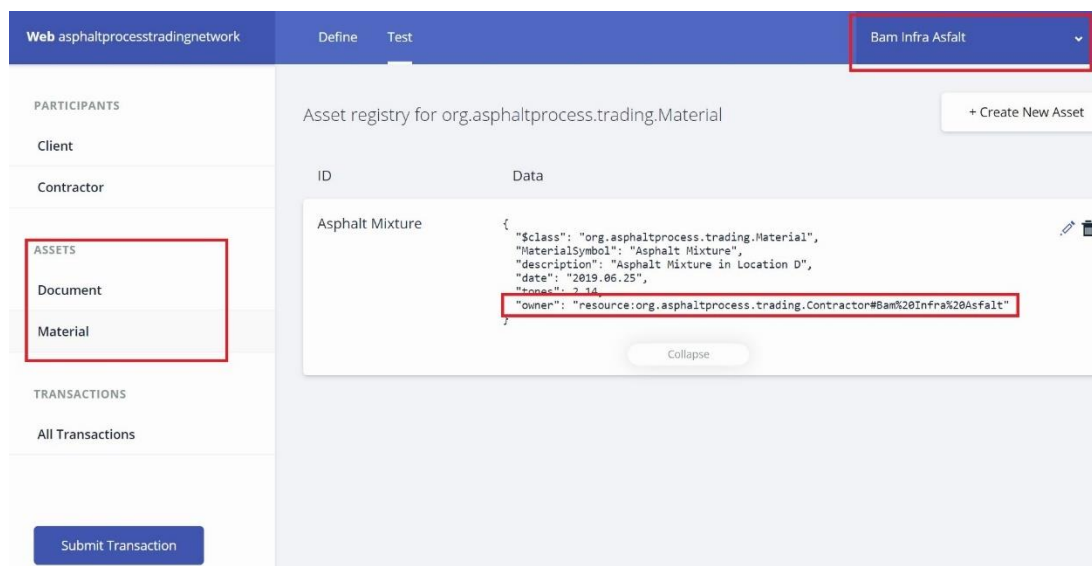 Web asphaltprocesstradingnetwork
Define Test
Bam Infra Asfalt
PARTICIPANTS
Client
Contractor
ASSETS
Document
Material
TRANSACTIONS
All Transactions
Submit Transaction
Asset registry for org.asphaltprocess.trading.Material
+ Create New Asset
ID Data
Asphalt Mixture
{
"$class": "org.asphaltprocess.trading.Material",
"MaterialSymbol": "Asphalt Mixture",
"description": "Asphalt Mixture in Location D",
"date": "2019.06.25",
"tones": 2.14,
"owner": "resource:org.asphaltprocess.trading.Contractor#Bam%20Infra%20Asfalt"
}
Collapse